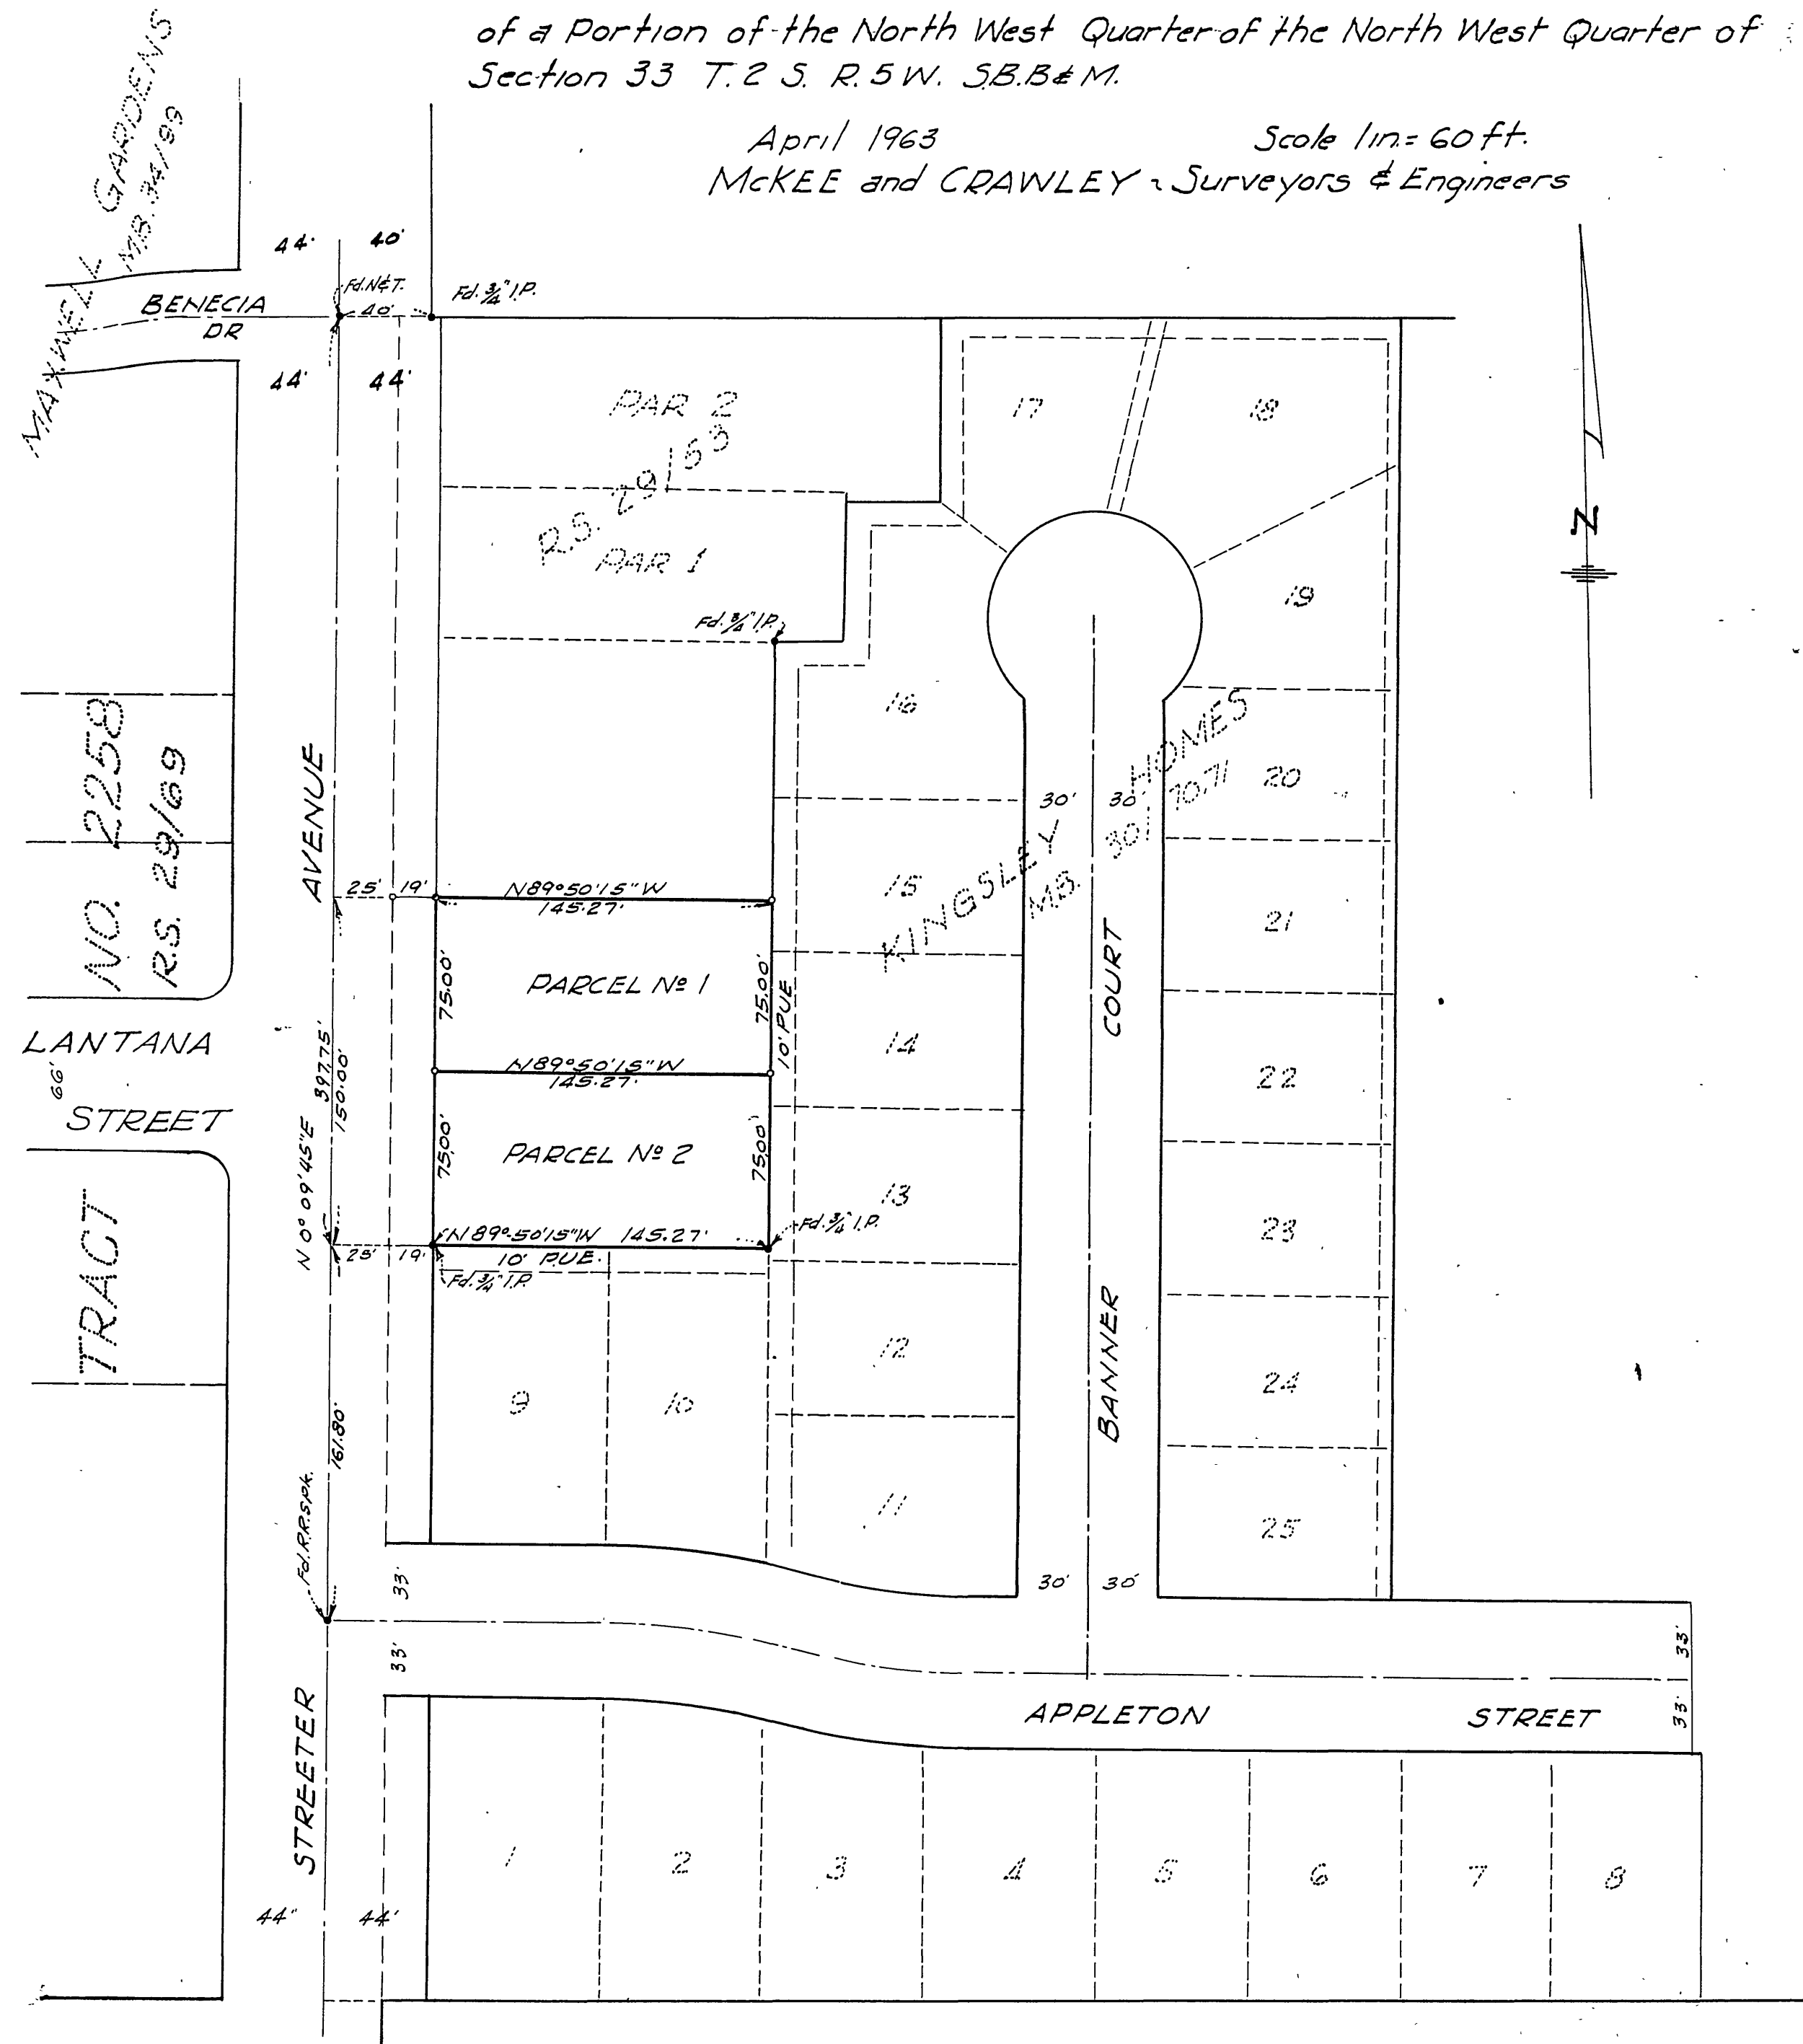 of a Portion of the North West Quarter of the North West Quarter of
Section 33 T. 2 S. R. 5 W. S.B.B & M.
April 1963
Scale 1 in = 60 ft.
McKEE and CRAWLEY - Surveyors & Engineers
MAXWELL GARDENS
M.B. 34/99
44' 40'
Fd. N&T.
40'
Fd. 3/4" I.P.
BENECIA
DR
44' 44'
PAR 2
R.S. 29/53
PAR 1
Fd. 3/4" I.P.
17
18
19
N
16
NO. 2258
R.S. 29/69
AVENUE
30' 30'
20
KINGSLEY HOMES
M.B. 30/ 70.71
25' 19'
N89°50'15"W
145.27'
15
21
75.00'
PARCEL Nº 1
75.00'
10' PUE
COURT
14
22
LANTANA
66'
STREET
N0°09'45"E 397.75'
150.00'
N89°50'15"W
145.27'
75.00'
PARCEL Nº 2
75.00'
13
23
Fd. 3/4" I.P.
25' 19'
N89°50'15"W 145.27'
10' PUE.
Fd. 3/4" I.P.
TRACT
12
BANNER
24
9
10
161.80'
11
25
Fd. R.R. Spk.
33'
30' 30'
33'
33'
33'
APPLETON STREET
STREETER
1
2
3
4
5
6
7
8
44" 44'